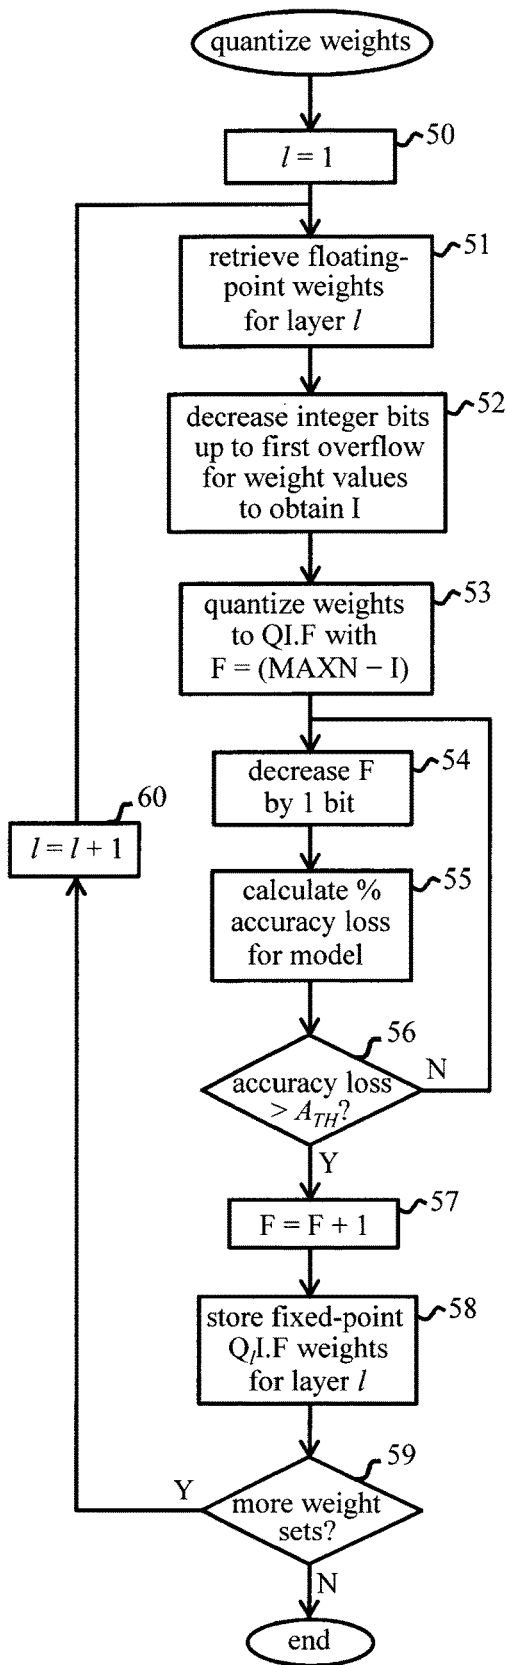 quantize weights
50
l = 1
51
retrieve floating-
point weights
for layer l
52
decrease integer bits
up to first overflow
for weight values
to obtain I
53
quantize weights
to QI.F with
F = (MAXN − I)
54
decrease F
by 1 bit
60
l = l + 1
55
calculate %
accuracy loss
for model
56
accuracy loss
> A_TH?
N
Y
57
F = F + 1
58
store fixed-point
Q_lI.F weights
for layer l
59
more weight
sets?
Y
N
end